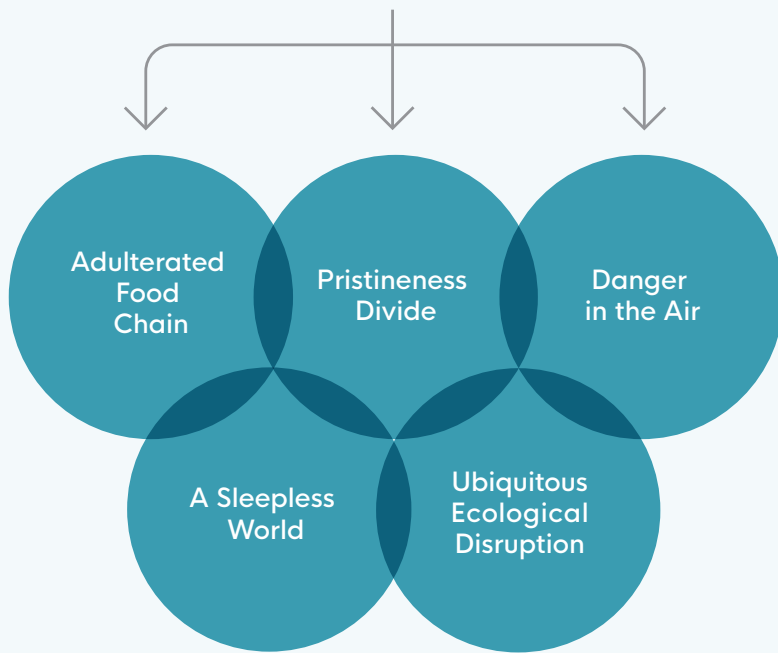 Adulterated
Food
Chain
Pristineness
Divide
Danger
in the Air
A Sleepless
World
Ubiquitous
Ecological
Disruption